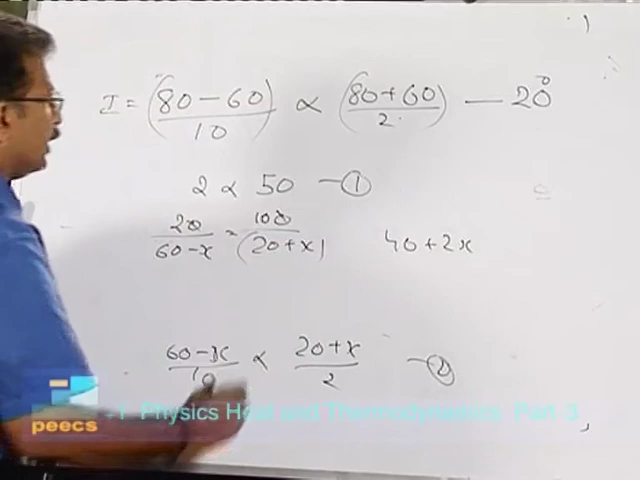 I = (80 - 60)/10 ∝ (80 + 60)/2 — 20°
2 ∝ 50 — ①
20/(60 - x) = 100/(20 + x) 40 + 2x
(60 - x)/10 ∝ (20 + x)/2 — ②
-1 Physics Heat and Thermodynamics Part 3
peecs